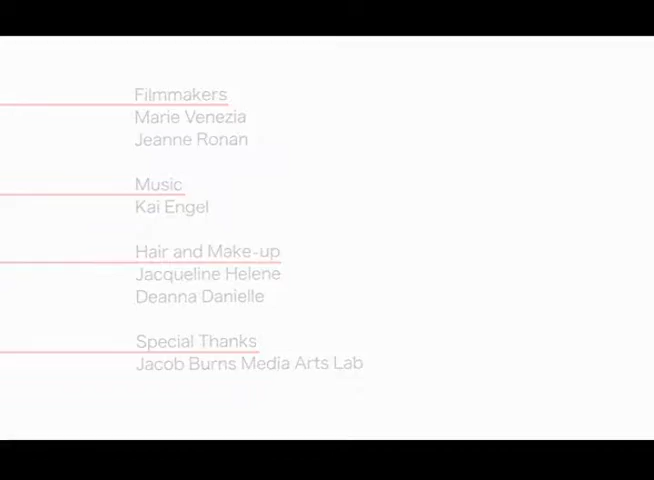 Filmmakers
Marie Venezia
Jeanne Ronan
Music
Kai Engel
Hair and Make-up
Jacqueline Helene
Deanna Danielle
Special Thanks
Jacob Burns Media Arts Lab